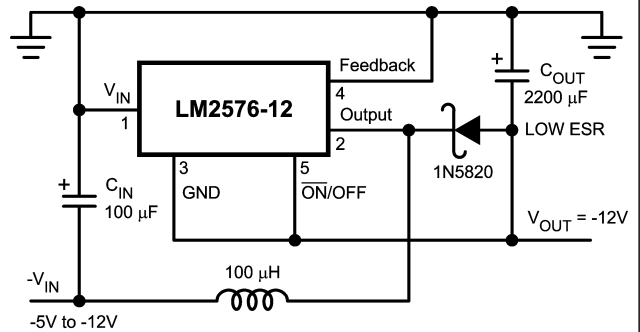 Feedback
4
+
C_OUT
2200 µF
V_IN
1
LM2576-12
Output
2
LOW ESR
1N5820
3
GND
5
O̅N̅/OFF
+
C_IN
100 µF
V_OUT = -12V
100 µH
-V_IN
-5V to -12V